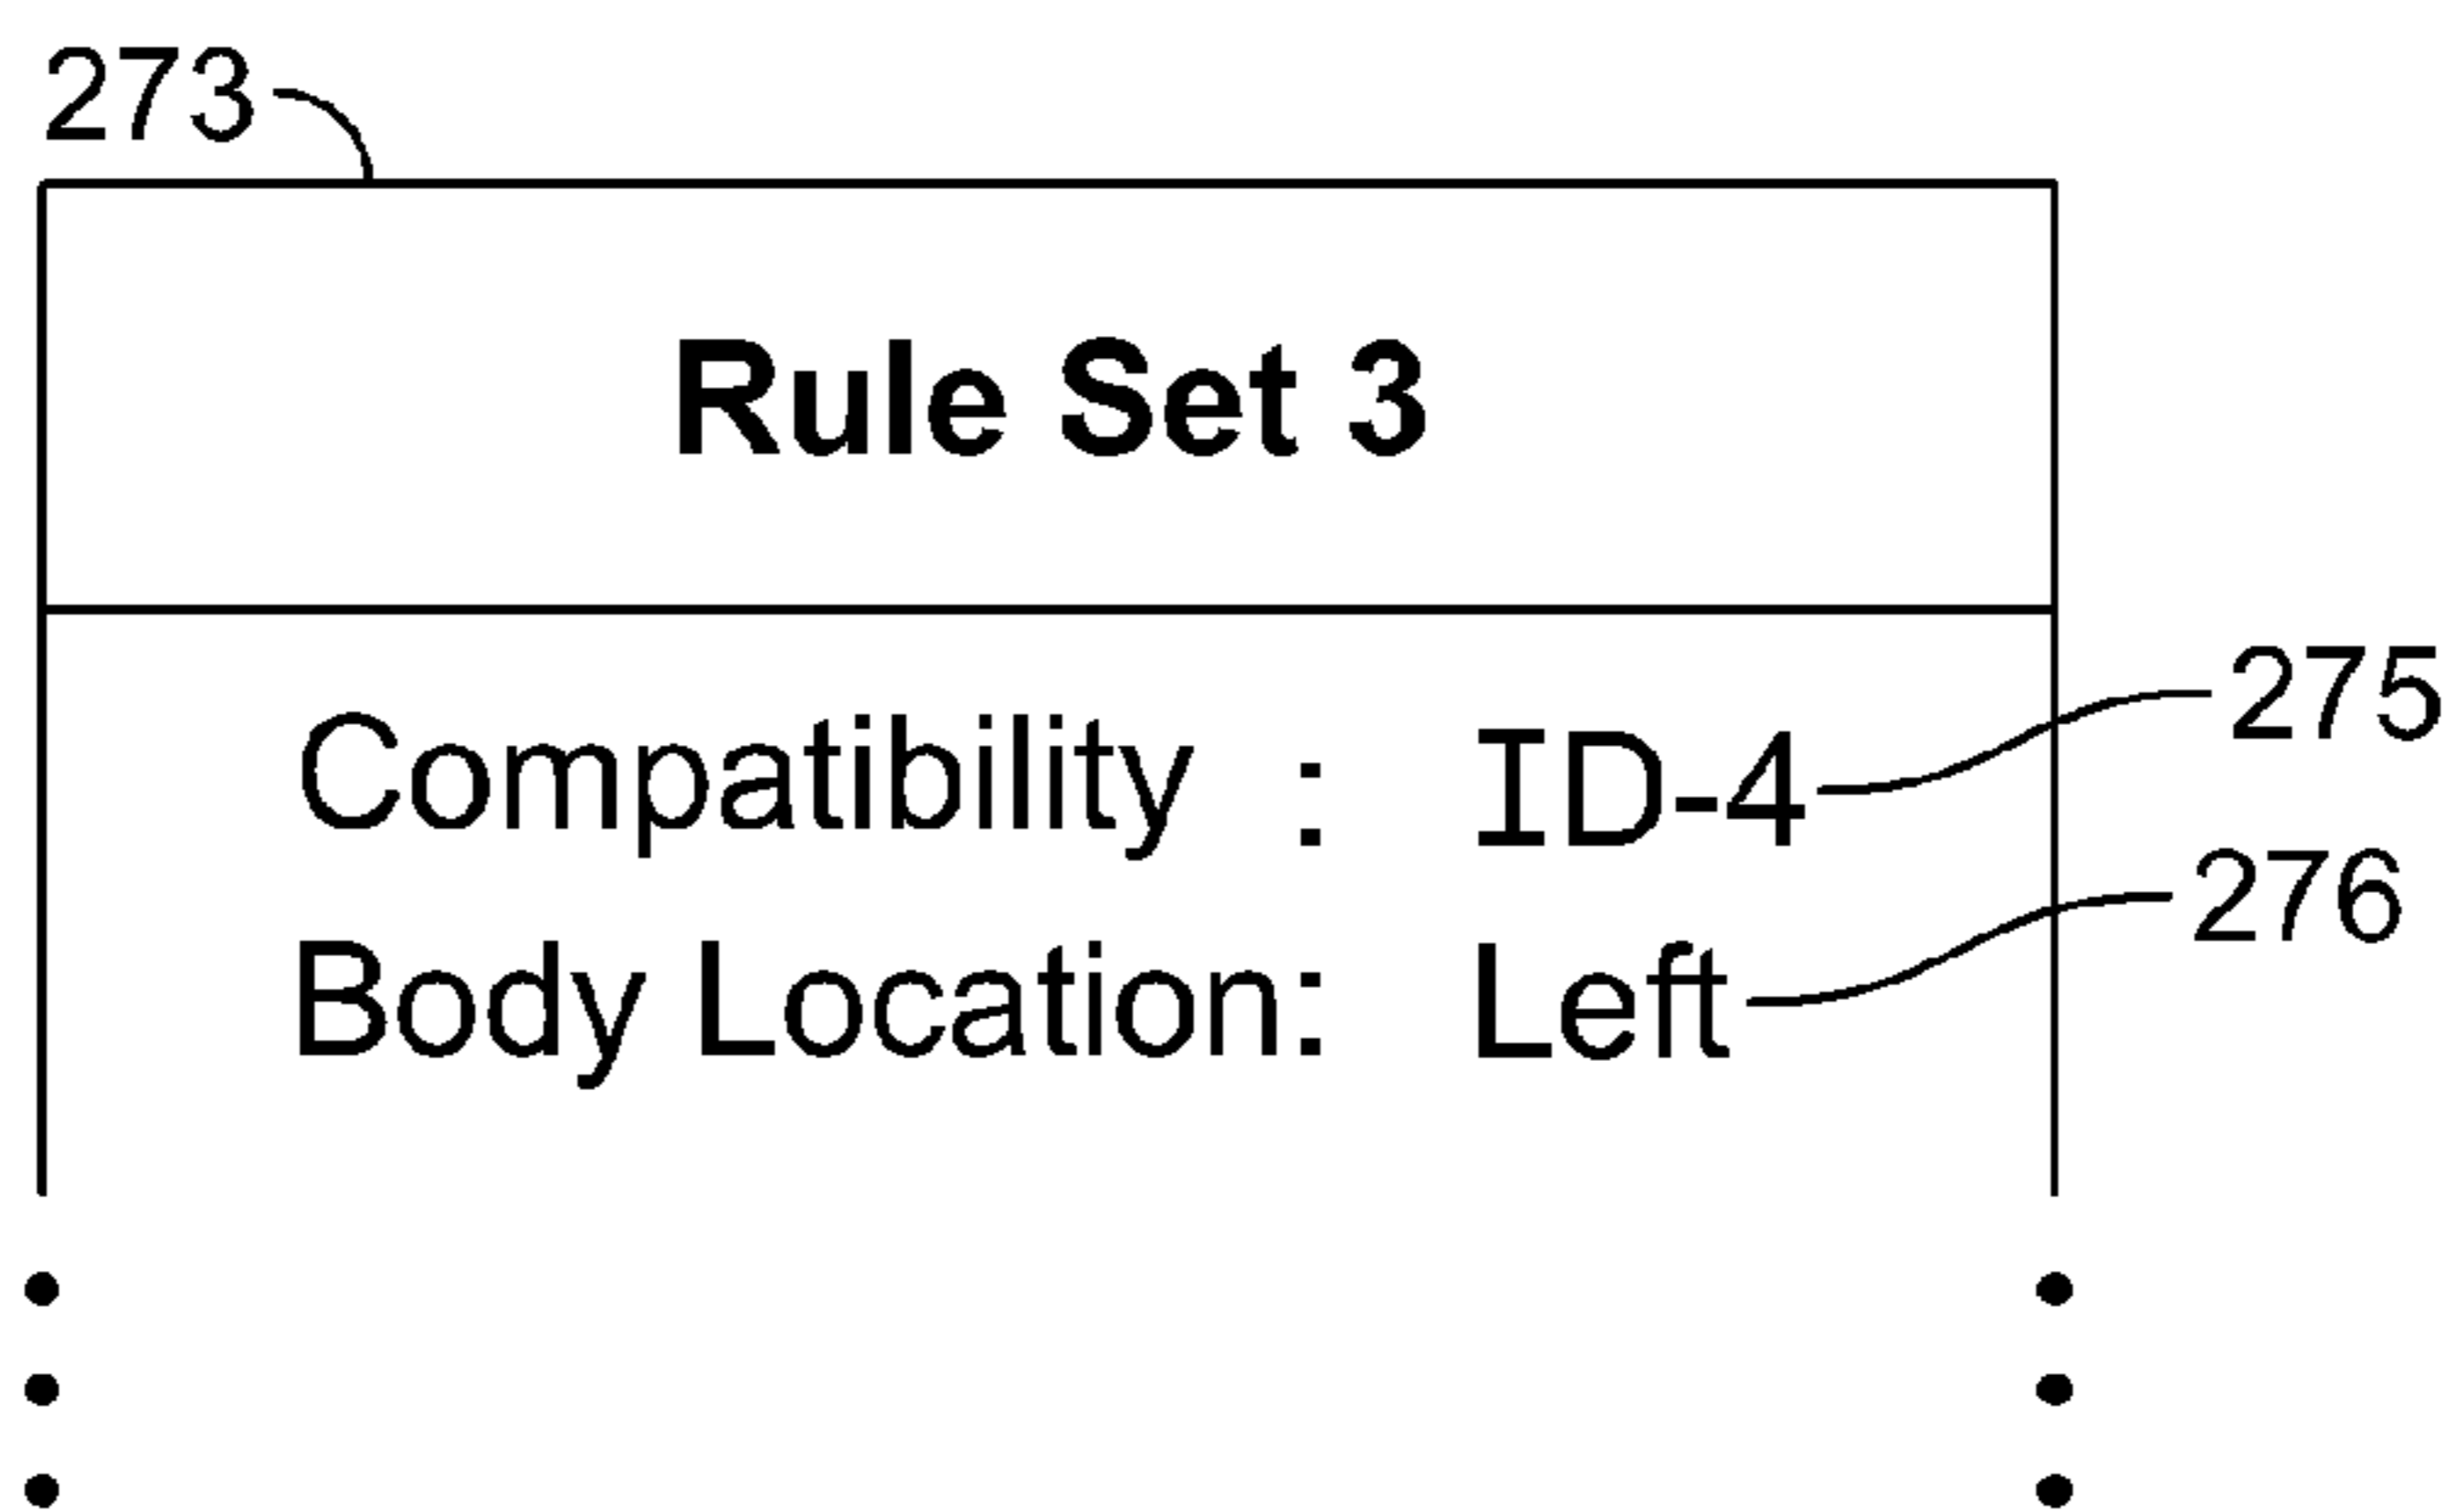 273
Rule Set 3
Compatibility : ID-4
275
Body Location: Left
276